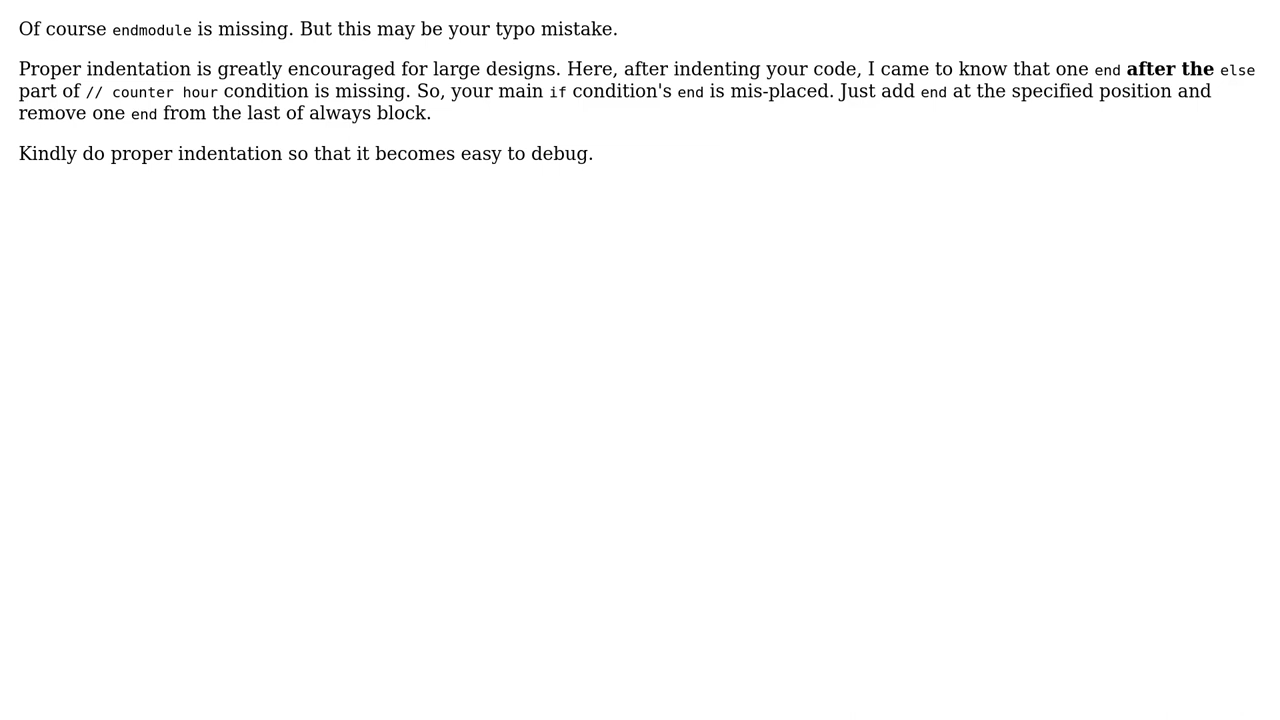 Of course endmodule is missing. But this may be your typo mistake.
Proper indentation is greatly encouraged for large designs. Here, after indenting your code, I came to know that one end after the else
part of // counter hour condition is missing. So, your main if condition's end is mis-placed. Just add end at the specified position and
remove one end from the last of always block.
Kindly do proper indentation so that it becomes easy to debug.